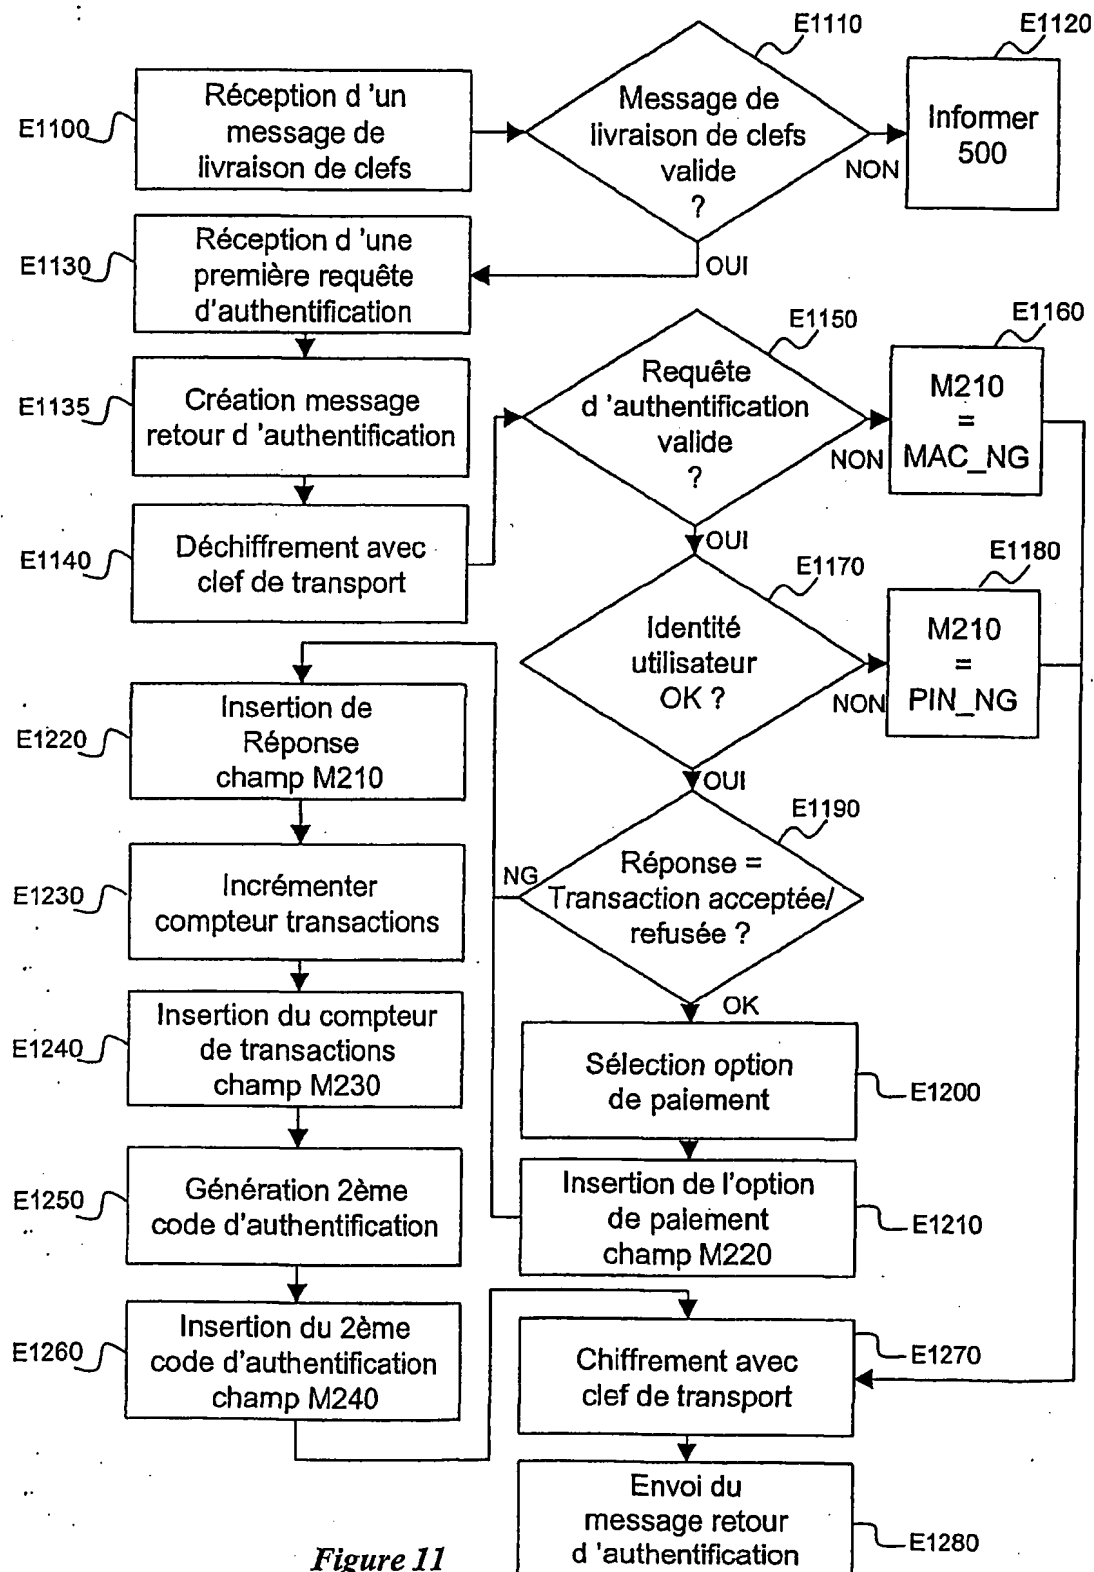 E1100
Réception d 'un
message de
livraison de clefs
E1110
Message de
livraison de clefs
valide
?
NON
OUI
E1120
Informer
500
E1130
Réception d 'une
première requête
d'authentification
E1135
Création message
retour d 'authentification
E1140
Déchiffrement avec
clef de transport
E1150
Requête
d 'authentification
valide
?
NON
OUI
E1160
M210
=
MAC_NG
E1170
Identité
utilisateur
OK ?
NON
OUI
E1180
M210
=
PIN_NG
E1190
Réponse =
Transaction acceptée/
refusée ?
NG
OK
E1200
Sélection option
de paiement
E1210
Insertion de l'option
de paiement
champ M220
E1220
Insertion de
Réponse
champ M210
E1230
Incrémenter
compteur transactions
E1240
Insertion du compteur
de transactions
champ M230
E1250
Génération 2ème
code d'authentification
E1260
Insertion du 2ème
code d'authentification
champ M240
E1270
Chiffrement avec
clef de transport
E1280
Envoi du
message retour
d 'authentification
Figure 11